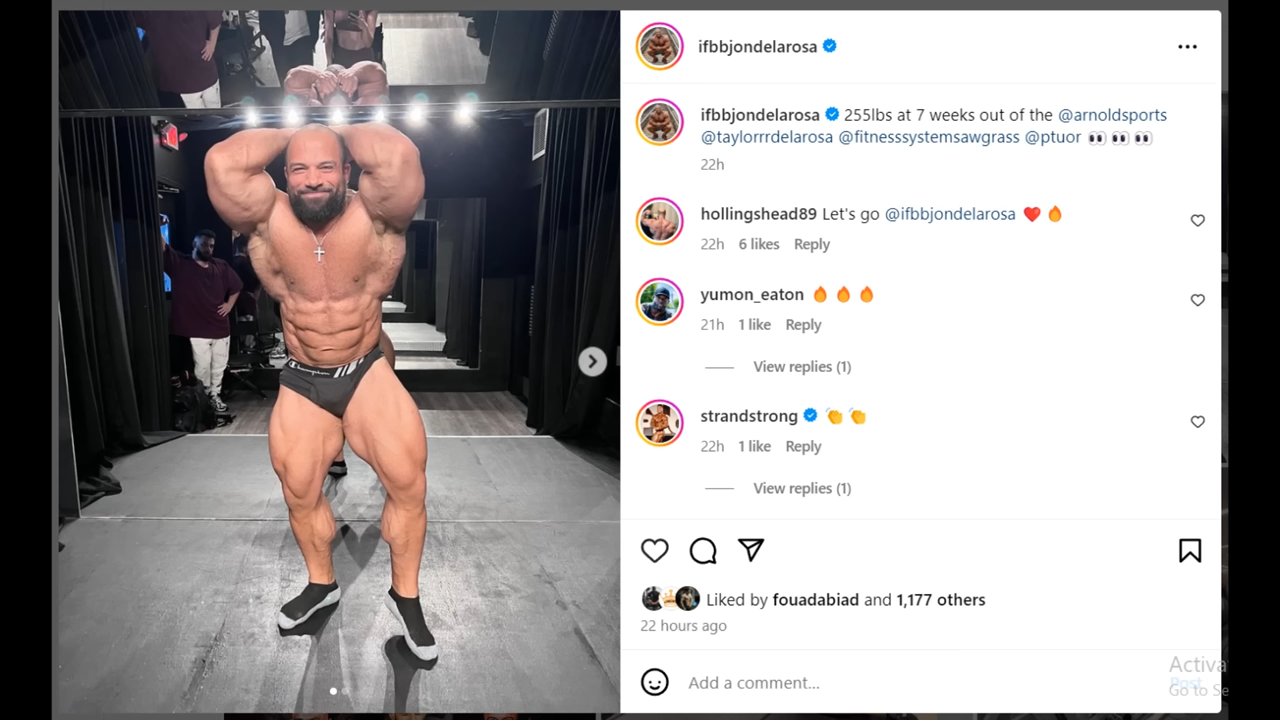 ifbbjondelarosa
ifbbjondelarosa 255lbs at 7 weeks out of the @arnoldsports
@taylorrrdelarosa @fitnesssystemsawgrass @ptuor 👀 👀 👀
22h
hollingshead89 Let's go @ifbbjondelarosa ❤️ 🔥
22h 6 likes Reply
yumon_eaton 🔥 🔥 🔥
21h 1 like Reply
View replies (1)
strandstrong 👏 👏
22h 1 like Reply
View replies (1)
Liked by fouadabiad and 1,177 others
22 hours ago
Add a comment...
Post
Activa
Go to Se
Champion